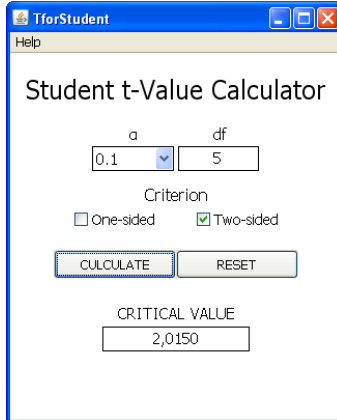 TforStudent
Help
Student t-Value Calculator
α df
0.1 5
Criterion
One-sided Two-sided
CULCULATE RESET
CRITICAL VALUE
2,0150